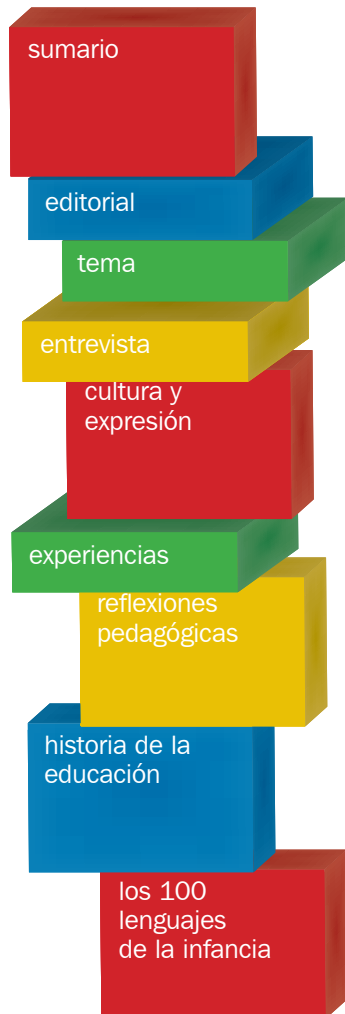 sumario
editorial
tema
entrevista
cultura y
expresión
experiencias
reflexiones
pedagógicas
historia de la
educación
los 100
lenguajes
de la infancia